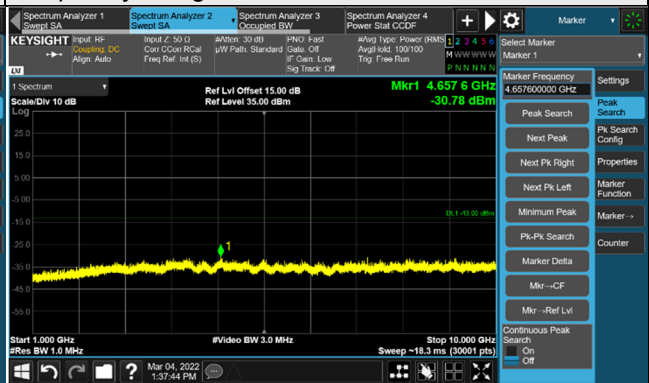 Spectrum Analyzer 1
Swept SA
Spectrum Analyzer 2
Swept SA
Spectrum Analyzer 3
Occupied BW
Spectrum Analyzer 4
Power Stat CCDF
+
Marker
KEYSIGHT
Input: RF
Coupling: DC
Align: Auto
Input Z: 50 Ω
Corr CCorr RCal
Freq Ref: Int (S)
#Atten: 30 dB
µW Path: Standard
PNO: Fast
Gate: Off
IF Gain: Low
Sig Track: Off
#Avg Type: Power (RMS
Avg|Hold: 100/100
Trig: Free Run
1 2 3 4 5 6
M W W W W W
P N N N N N
LXI
Select Marker
Marker 1
1 Spectrum
Scale/Div 10 dB
Log
Ref Lvl Offset 15.00 dB
Ref Level 35.00 dBm
Mkr1 4.657 6 GHz
-30.78 dBm
25.0
15.0
5.00
-5.00
-15.0
-25.0
-35.0
-45.0
-55.0
DL1 -13.00 dBm
1
Start 1.000 GHz
#Res BW 1.0 MHz
#Video BW 3.0 MHz
Stop 10.000 GHz
Sweep ~18.3 ms (30001 pts)
Marker Frequency
4.657600000 GHz
Peak Search
Next Peak
Next Pk Right
Next Pk Left
Minimum Peak
Pk-Pk Search
Marker Delta
Mkr→CF
Mkr→Ref Lvl
Continuous Peak
Search
On
Off
Settings
Peak
Search
Pk Search
Config
Properties
Marker
Function
Marker→
Counter
?
Mar 04, 2022
1:37:44 PM